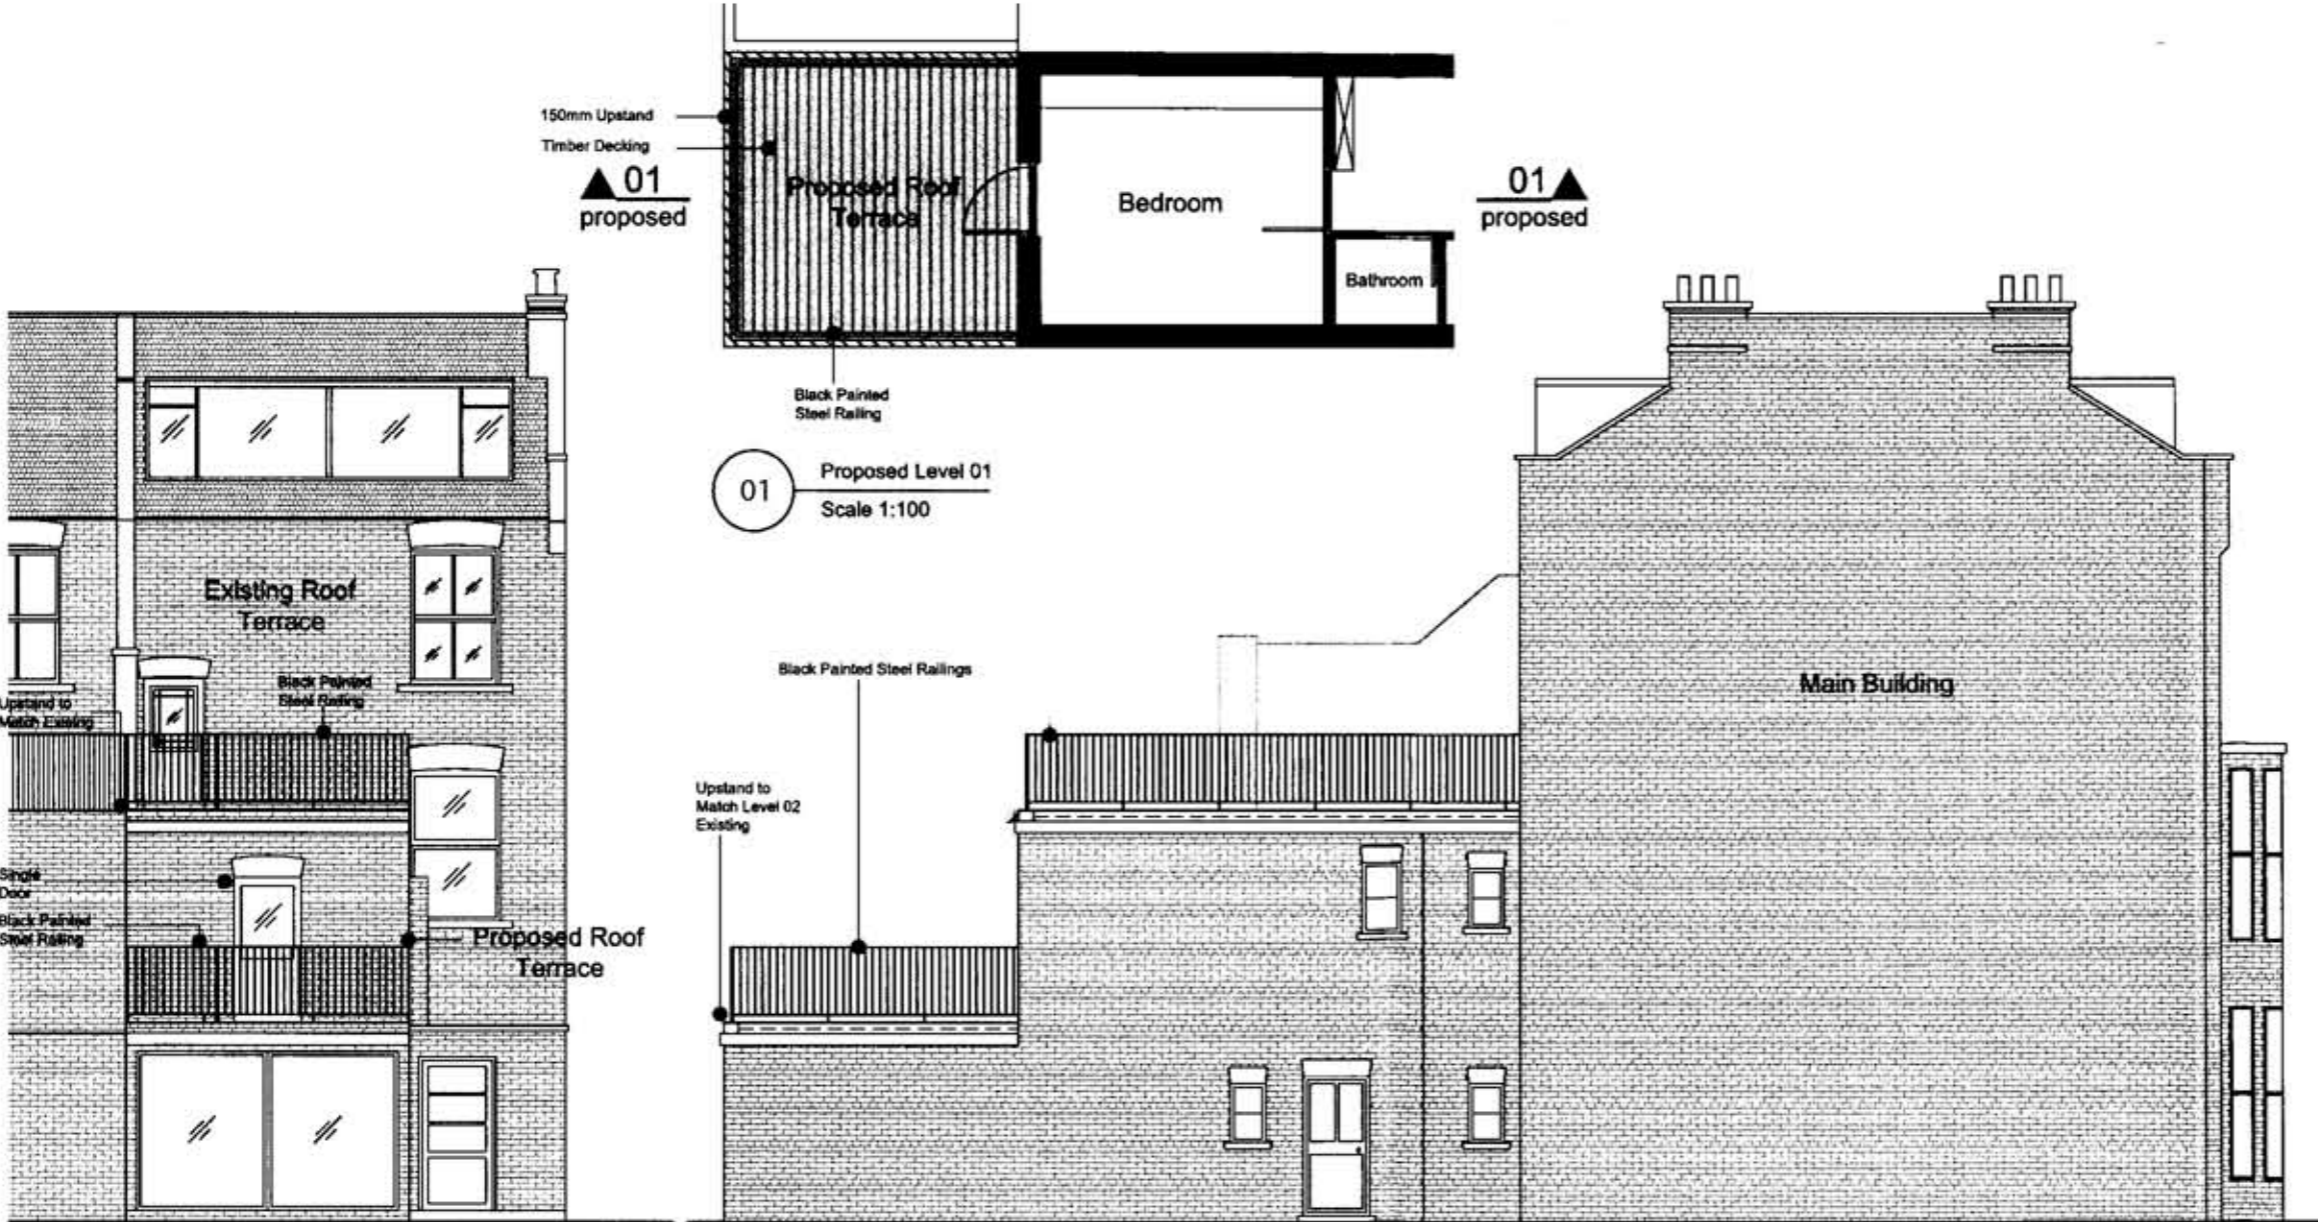 150mm Upstand
Timber Decking
01
proposed
Proposed Roof
Terrace
Bedroom
Bathroom
01
proposed
Black Painted
Steel Railing
01
Proposed Level 01
Scale 1:100
Existing Roof
Terrace
Black Painted
Steel Railing
Upstand to
Match Existing
Single
Door
Black Painted
Steel Railing
Proposed Roof
Terrace
Black Painted Steel Railings
Upstand to
Match Level 02
Existing
Main Building